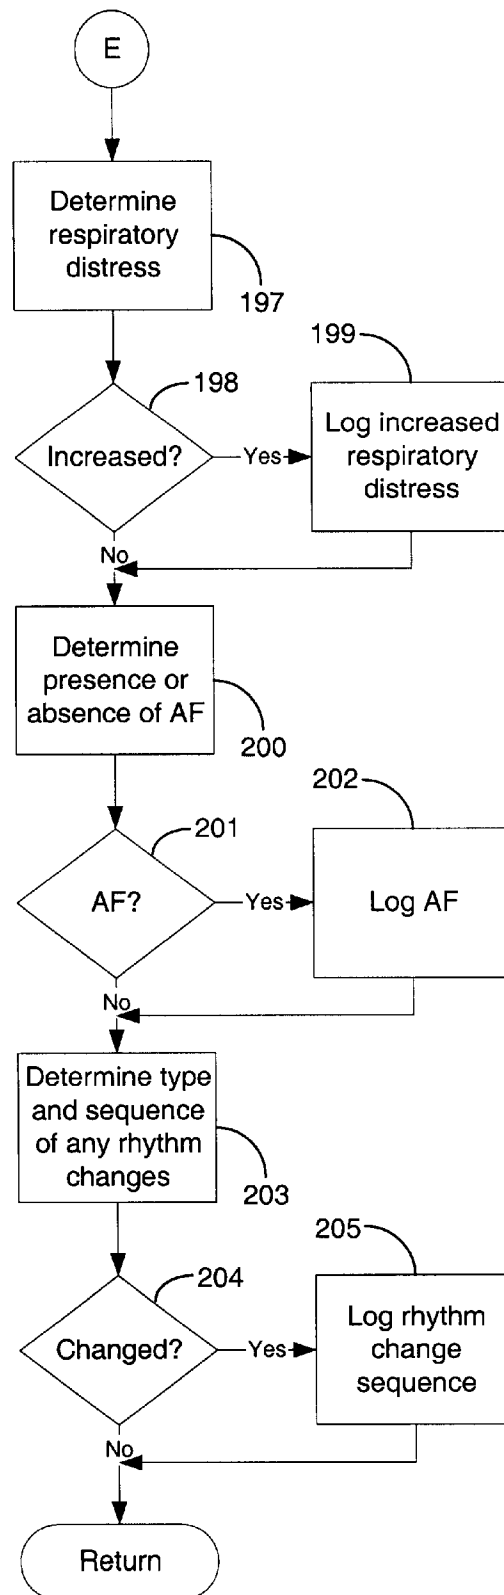 E
Determine
respiratory
distress
197
198
199
Increased?
Yes
Log increased
respiratory
distress
No
Determine
presence or
absence of AF
200
201
202
AF?
Yes
Log AF
No
Determine type
and sequence
of any rhythm
changes
203
204
205
Changed?
Yes
Log rhythm
change
sequence
No
Return